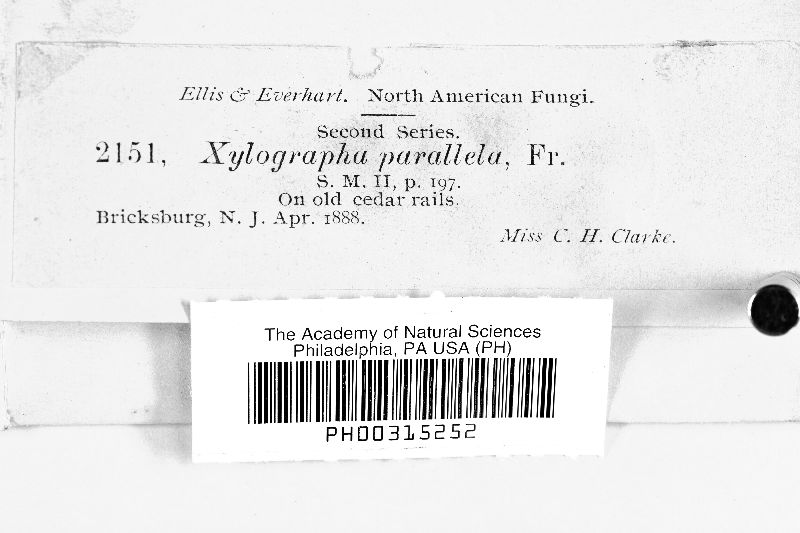 Ellis & Everhart. North American Fungi.
Second Series.
2151, Xylographa parallela, Fr.
S. M. II, p. 197.
On old cedar rails.
Bricksburg, N. J. Apr. 1888.
Miss C. H. Clarke.
The Academy of Natural Sciences
Philadelphia, PA USA (PH)
PH00315252